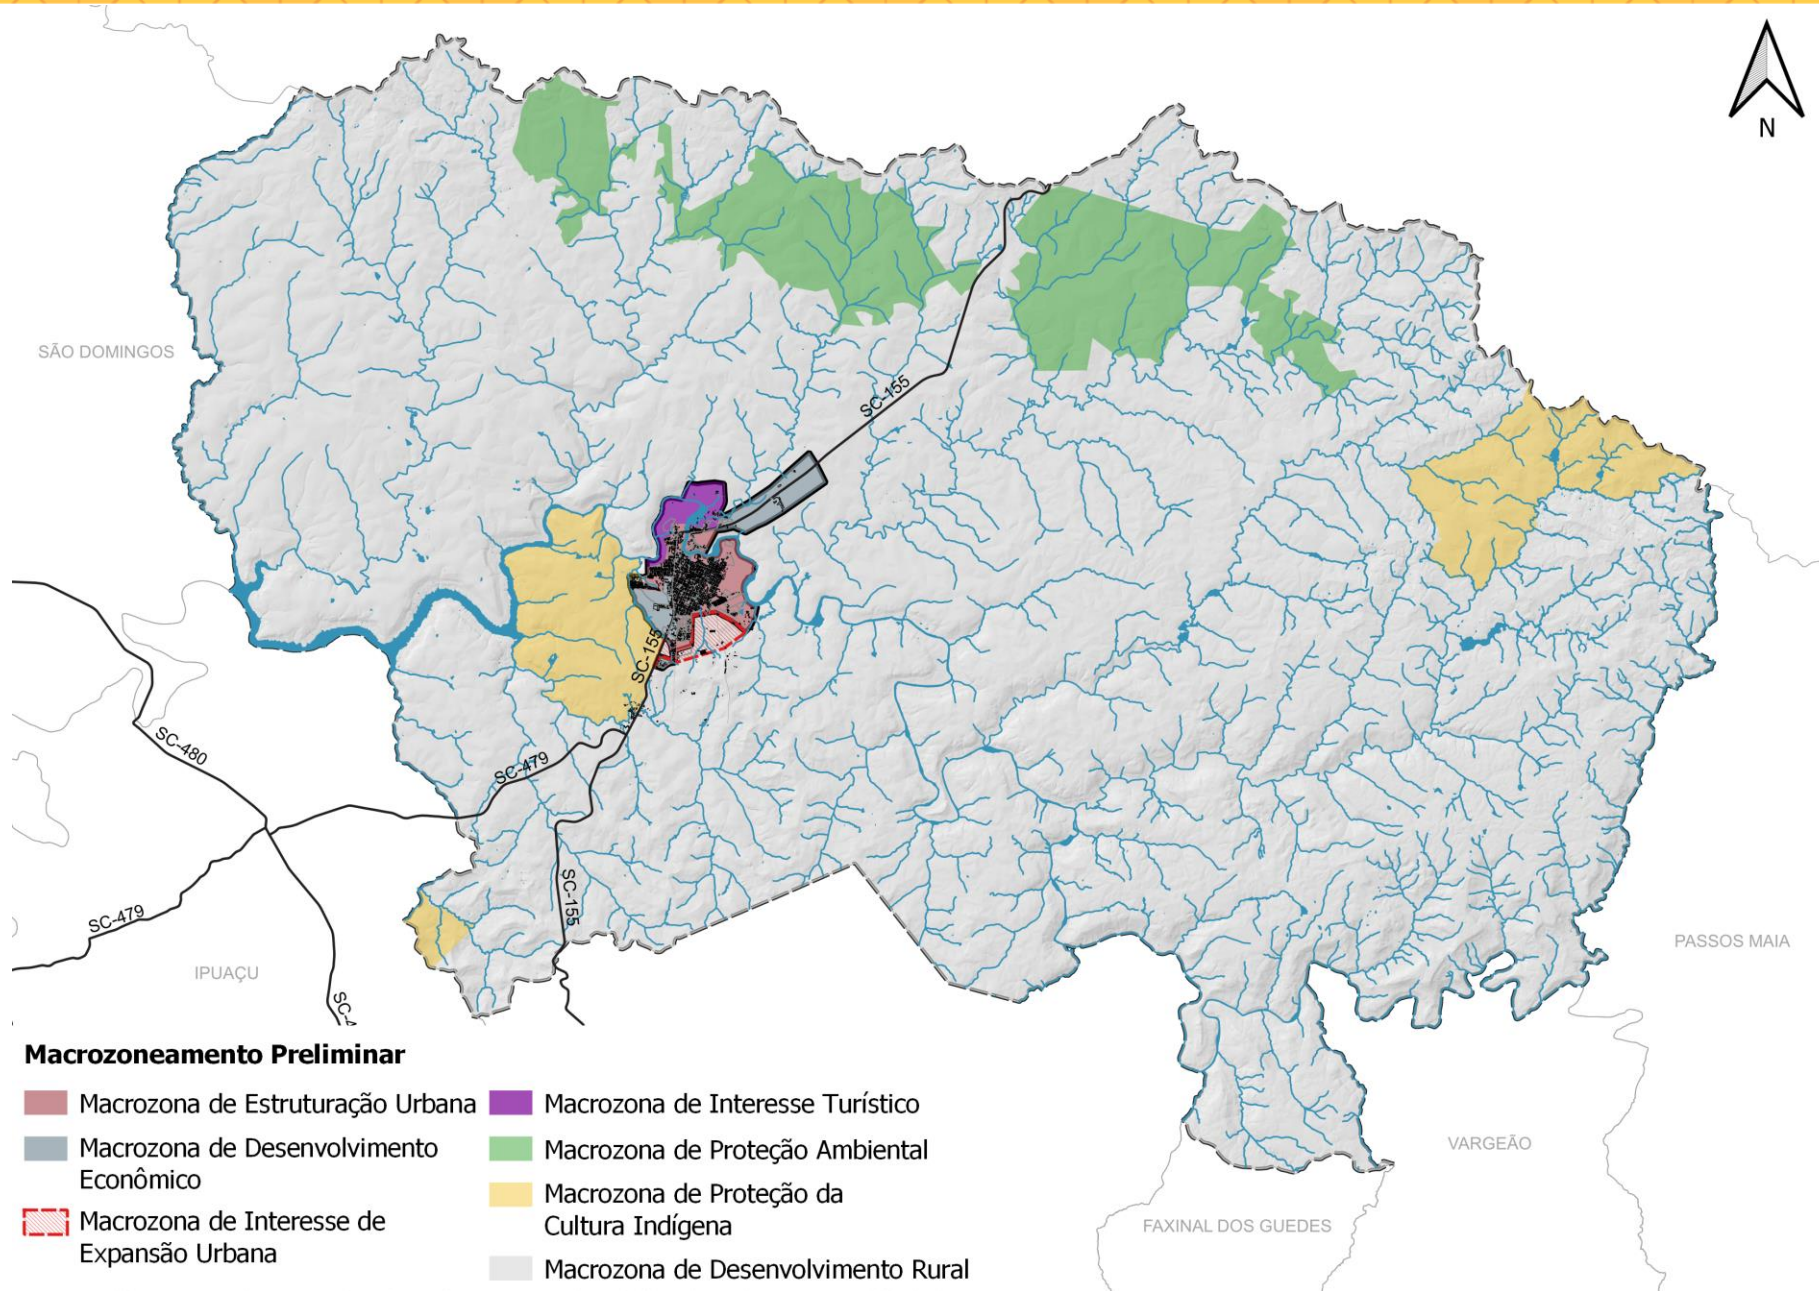 N
SÃO DOMINGOS
SC-155
SC-155
SC-480
SC-479
SC-155
SC-479
IPUAÇU
SC-4
PASSOS MAIA
VARGEÃO
FAXINAL DOS GUEDES
Macrozoneamento Preliminar
Macrozona de Estruturação Urbana
Macrozona de Desenvolvimento
Econômico
Macrozona de Interesse de
Expansão Urbana
Macrozona de Interesse Turístico
Macrozona de Proteção Ambiental
Macrozona de Proteção da
Cultura Indígena
Macrozona de Desenvolvimento Rural